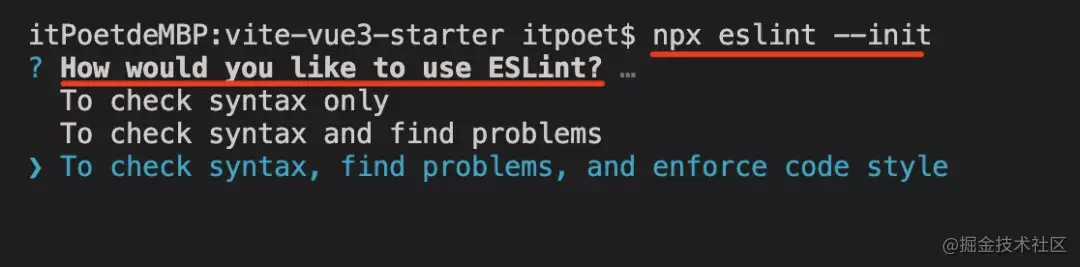 itPoetdeMBP:vite-vue3-starter itpoet$ npx eslint --init
? How would you like to use ESLint? …
To check syntax only
To check syntax and find problems
❯ To check syntax, find problems, and enforce code style
@掘金技术社区